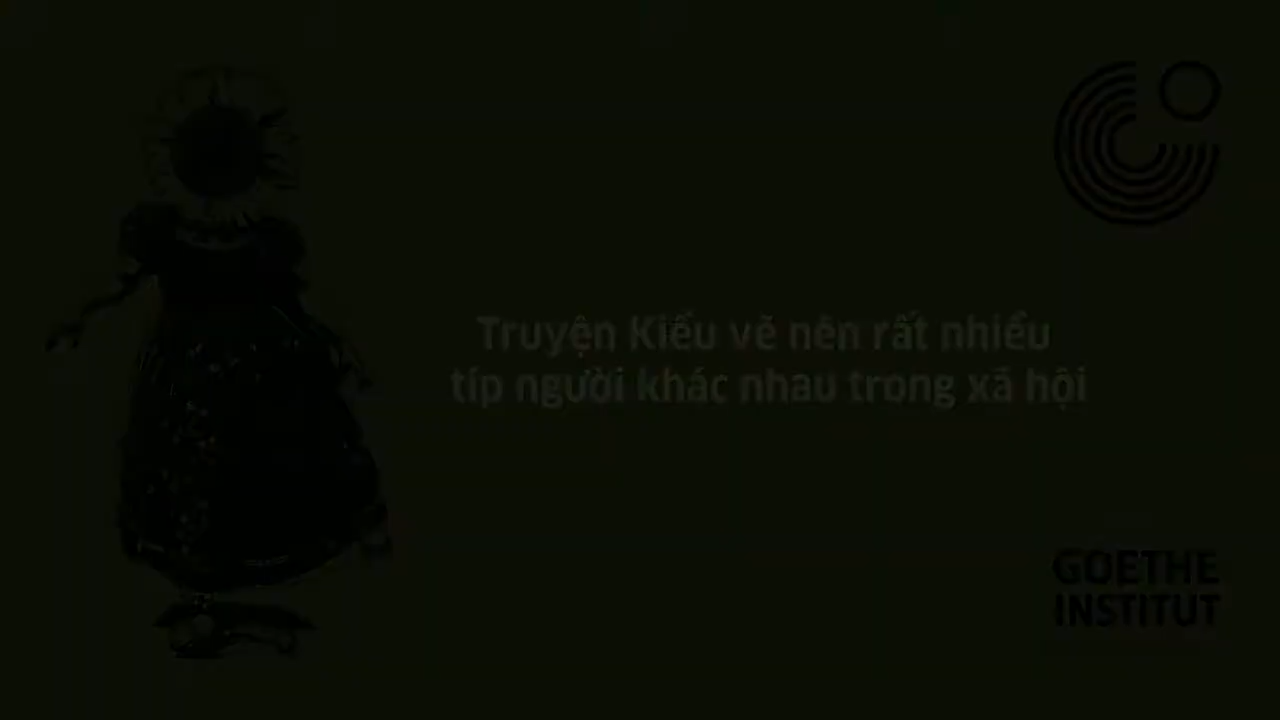 Truyện Kiều vẽ nên rất nhiều
típ người khác nhau trong xã hội
GOETHE
INSTITUT